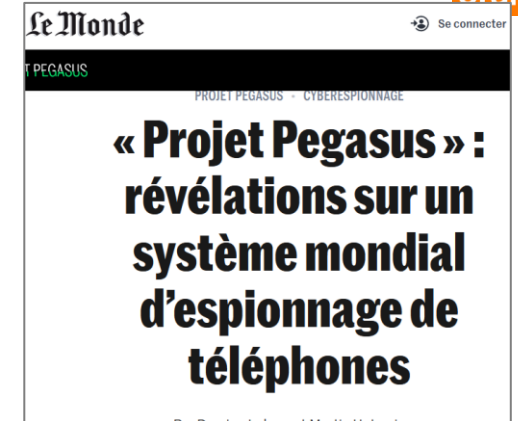 Le Monde
Se connecter
T PEGASUS
PROJET PEGASUS - CYBERESPIONNAGE
« Projet Pegasus » :
révélations sur un
système mondial
d’espionnage de
téléphones